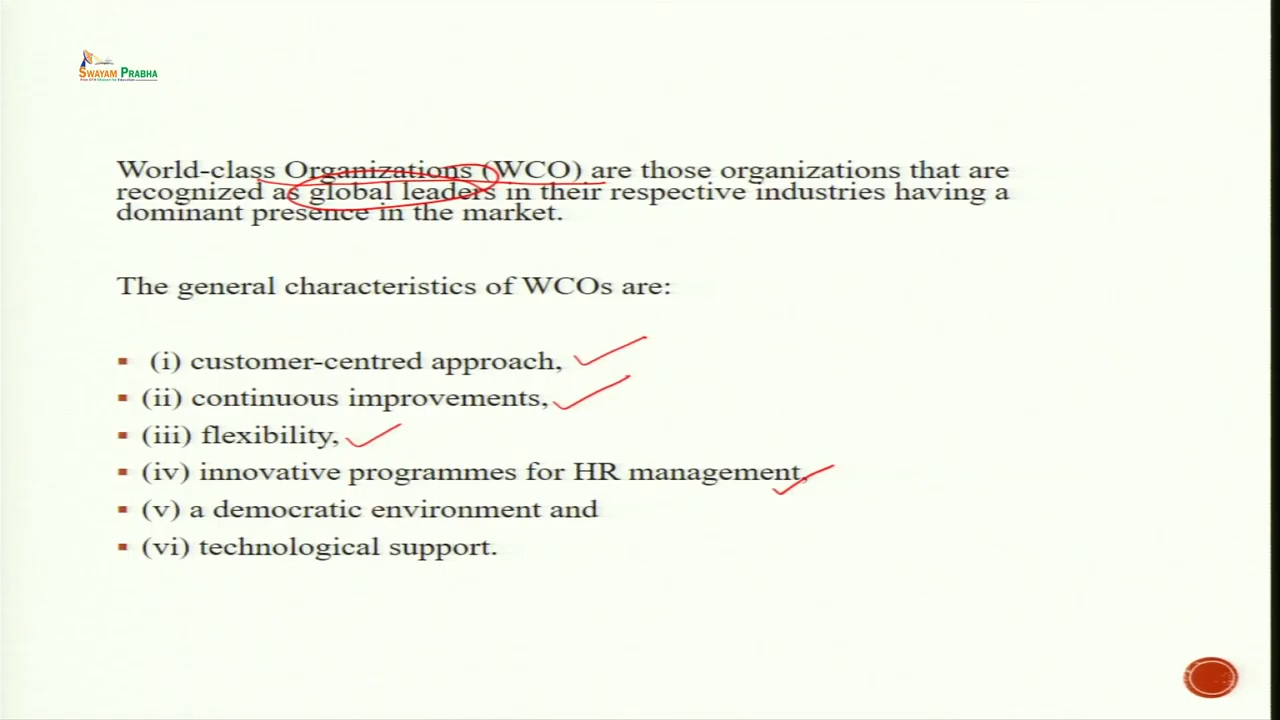 SWAYAM PRABHA
World-class Organizations (WCO) are those organizations that are
recognized as global leaders in their respective industries having a
dominant presence in the market.
The general characteristics of WCOs are:
▪ (i) customer-centred approach,
▪ (ii) continuous improvements,
▪ (iii) flexibility,
▪ (iv) innovative programmes for HR management,
▪ (v) a democratic environment and
▪ (vi) technological support.